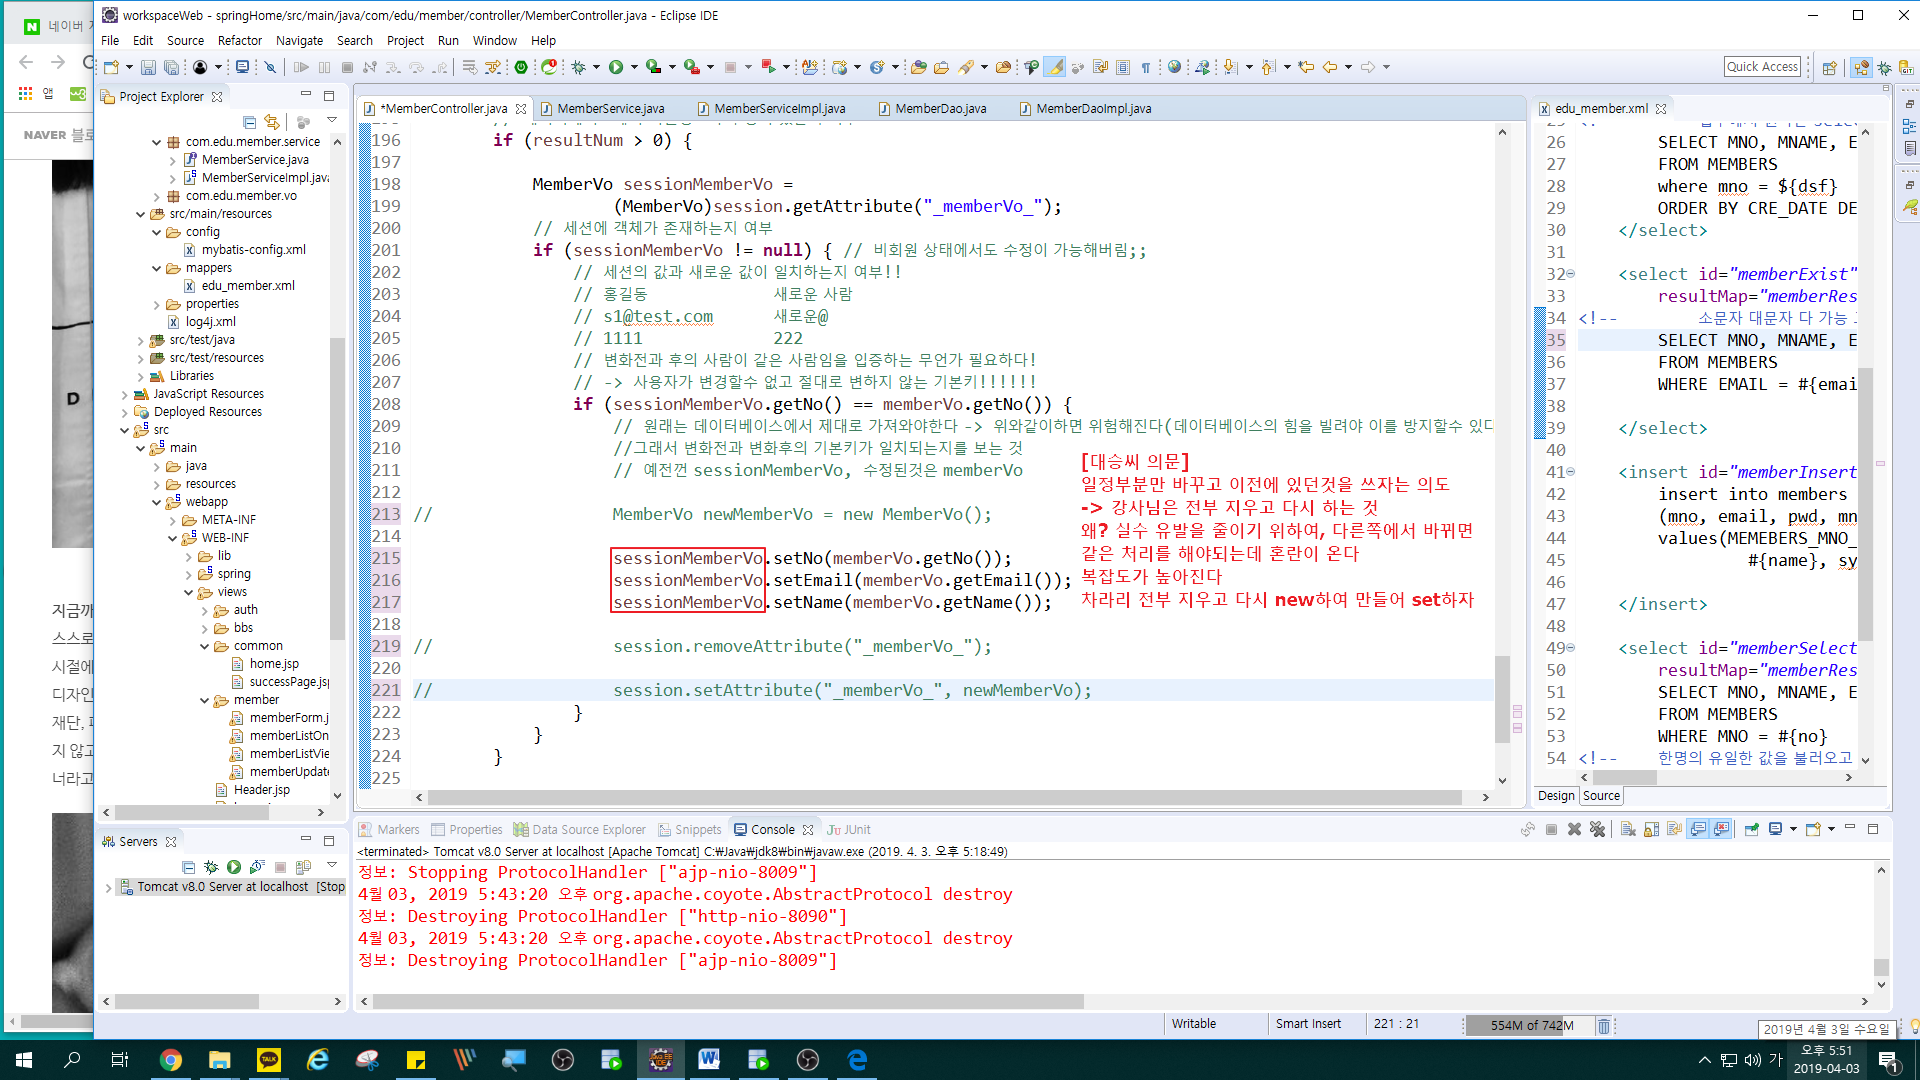 네이버
workspaceWeb - springHome/src/main/java/com/edu/member/controller/MemberController.java - Eclipse IDE
File Edit Source Refactor Navigate Search Project Run Window Help
Quick Access
앱
NAVER 블로
Project Explorer
com.edu.member.service
MemberService.java
MemberServiceImpl.java
com.edu.member.vo
src/main/resources
config
mybatis-config.xml
mappers
edu_member.xml
properties
log4j.xml
src/test/java
src/test/resources
Libraries
JavaScript Resources
Deployed Resources
src
main
java
resources
webapp
META-INF
WEB-INF
lib
spring
views
auth
bbs
common
home.jsp
successPage.jsp
member
memberForm.j
memberListOn
memberListVie
memberUpdate
Header.jsp
지금까
스스로
시절에
디자인
재단,
지 않고
너라고
*MemberController.java MemberService.java MemberServiceImpl.java MemberDao.java MemberDaoImpl.java
196 if (resultNum > 0) {
197
198 MemberVo sessionMemberVo =
199 (MemberVo)session.getAttribute("_memberVo_");
200 // 세션에 객체가 존재하는지 여부
201 if (sessionMemberVo != null) { // 비회원 상태에서도 수정이 가능해버림;;
202 // 세션의 값과 새로운 값이 일치하는지 여부!!
203 // 홍길동 새로운 사람
204 // s1@test.com 새로운@
205 // 1111 222
206 // 변화전과 후의 사람이 같은 사람임을 입증하는 무언가 필요하다!
207 // -> 사용자가 변경할수 없고 절대로 변하지 않는 기본키!!!!!!
208 if (sessionMemberVo.getNo() == memberVo.getNo()) {
209 // 원래는 데이터베이스에서 제대로 가져와야한다 -> 위와같이하면 위험해진다(데이터베이스의 힘을 빌려야 이를 방지할수 있다
210 //그래서 변화전과 변화후의 기본키가 일치되는지를 보는 것
211 // 예전껀 sessionMemberVo, 수정된것은 memberVo
212
213 // MemberVo newMemberVo = new MemberVo();
214
215 sessionMemberVo.setNo(memberVo.getNo());
216 sessionMemberVo.setEmail(memberVo.getEmail());
217 sessionMemberVo.setName(memberVo.getName());
218
219 // session.removeAttribute("_memberVo_");
220
221 // session.setAttribute("_memberVo_", newMemberVo);
222 }
223 }
224 }
225
[대승씨 의문]
일정부분만 바꾸고 이전에 있던것을 쓰자는 의도
-> 강사님은 전부 지우고 다시 하는 것
왜? 실수 유발을 줄이기 위하여, 다른쪽에서 바뀌면
같은 처리를 해야되는데 혼란이 온다
복잡도가 높아진다
차라리 전부 지우고 다시 new하여 만들어 set하자
edu_member.xml
26 SELECT MNO, MNAME, E
27 FROM MEMBERS
28 where mno = ${dsf}
29 ORDER BY CRE_DATE DE
30 </select>
31
32 <select id="memberExist"
33 resultMap="memberRes
34 <!-- 소문자 대문자 다 가능
35 SELECT MNO, MNAME, E
36 FROM MEMBERS
37 WHERE EMAIL = #{emai
38
39 </select>
40
41 <insert id="memberInsert
42 insert into members
43 (mno, email, pwd, mn
44 values(MEMEBERS_MNO_
45 #{name}, sy
46
47 </insert>
48
49 <select id="memberSelect
50 resultMap="memberRes
51 SELECT MNO, MNAME, E
52 FROM MEMBERS
53 WHERE MNO = #{no}
54 <!-- 한명의 유일한 값을 불러오고
Design Source
Servers
Tomcat v8.0 Server at localhost [Stop
Markers Properties Data Source Explorer Snippets Console JUnit
<terminated> Tomcat v8.0 Server at localhost [Apache Tomcat] C:₩Java₩jdk8₩bin₩javaw.exe (2019. 4. 3. 오후 5:18:49)
정보: Stopping ProtocolHandler ["ajp-nio-8009"]
4월 03, 2019 5:43:20 오후 org.apache.coyote.AbstractProtocol destroy
정보: Destroying ProtocolHandler ["http-nio-8090"]
4월 03, 2019 5:43:20 오후 org.apache.coyote.AbstractProtocol destroy
정보: Destroying ProtocolHandler ["ajp-nio-8009"]
Writable Smart Insert 221 : 21 554M of 742M
2019년 4월 3일 수요일
TALK
가
오후 5:51
2019-04-03
1